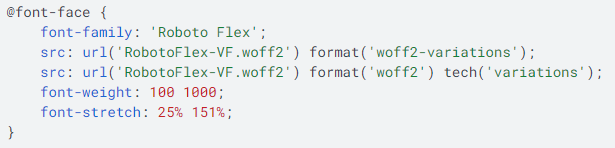 @font-face {
    font-family: 'Roboto Flex';
    src: url('RobotoFlex-VF.woff2') format('woff2-variations');
    src: url('RobotoFlex-VF.woff2') format('woff2') tech('variations');
    font-weight: 100 1000;
    font-stretch: 25% 151%;
}